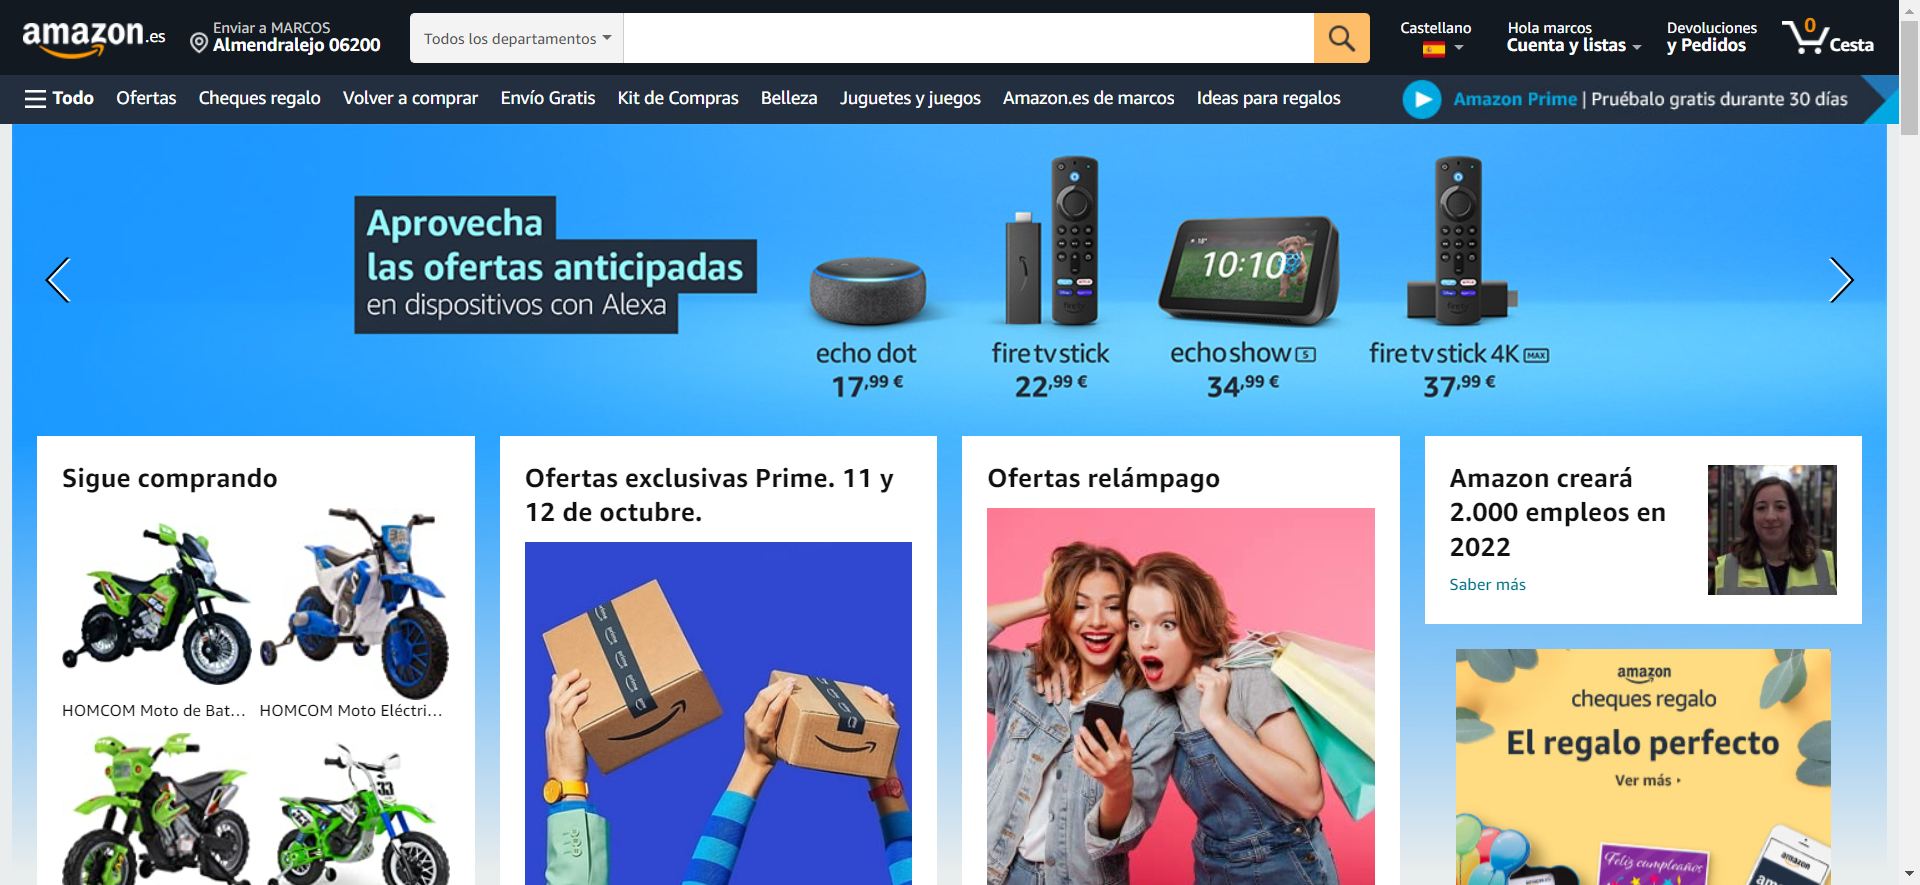 amazon.es
Enviar a MARCOS
Almendralejo 06200
Todos los departamentos
Castellano
Hola marcos
Cuenta y listas
Devoluciones
y Pedidos
0
Cesta
Todo
Ofertas
Cheques regalo
Volver a comprar
Envío Gratis
Kit de Compras
Belleza
Juguetes y juegos
Amazon.es de marcos
Ideas para regalos
Amazon Prime | Pruébalo gratis durante 30 días
Aprovecha
las ofertas anticipadas
en dispositivos con Alexa
10:10
echo dot
17,99 €
fire tv stick
22,99 €
echo show 5
34,99 €
fire tv stick 4K MAX
37,99 €
Sigue comprando
HOMCOM Moto de Bat...
HOMCOM Moto Eléctri...
33
Ofertas exclusivas Prime. 11 y
12 de octubre.
prime
prime
prime
Ofertas relámpago
Amazon creará
2.000 empleos en
2022
Saber más
amazon
cheques regalo
El regalo perfecto
Ver más
Feliz cumpleaños
amazon